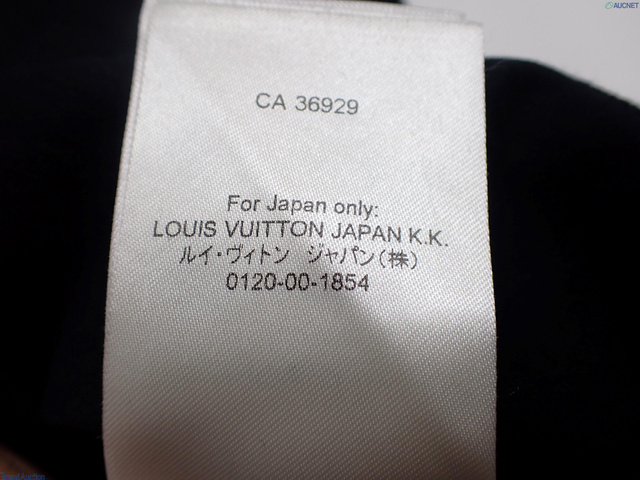 AUCNET
CA 36929
For Japan only:
LOUIS VUITTON JAPAN K.K.
ルイ・ヴィトン ジャパン(株)
0120-00-1854